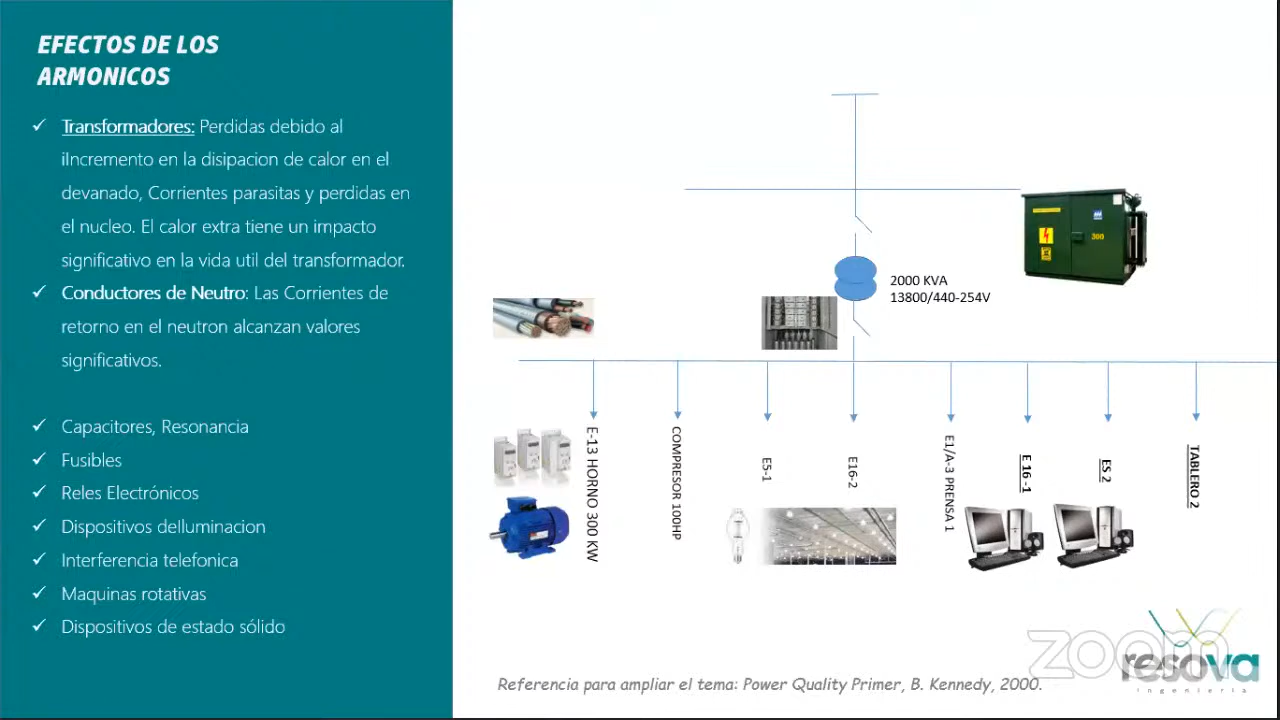 EFECTOS DE LOS
ARMONICOS
Transformadores: Perdidas debido al
iIncremento en la disipacion de calor en el
devanado, Corrientes parasitas y perdidas en
el nucleo. El calor extra tiene un impacto
significativo en la vida util del transformador.
Conductores de Neutro: Las Corrientes de
retorno en el neutron alcanzan valores
significativos.
Capacitores, Resonancia
Fusibles
Reles Electrónicos
Dispositivos deIluminacion
Interferencia telefonica
Maquinas rotativas
Dispositivos de estado sólido
360
2000 KVA
13800/440-254V
E-13 HORNO 300 KW
COMPRESOR 100HP
E5-1
E16-2
E1/A-3 PRENSA 1
E 16 -1
ES 2
TABLERO 2
zoom
resova
ingeniería
Referencia para ampliar el tema: Power Quality Primer, B. Kennedy, 2000.